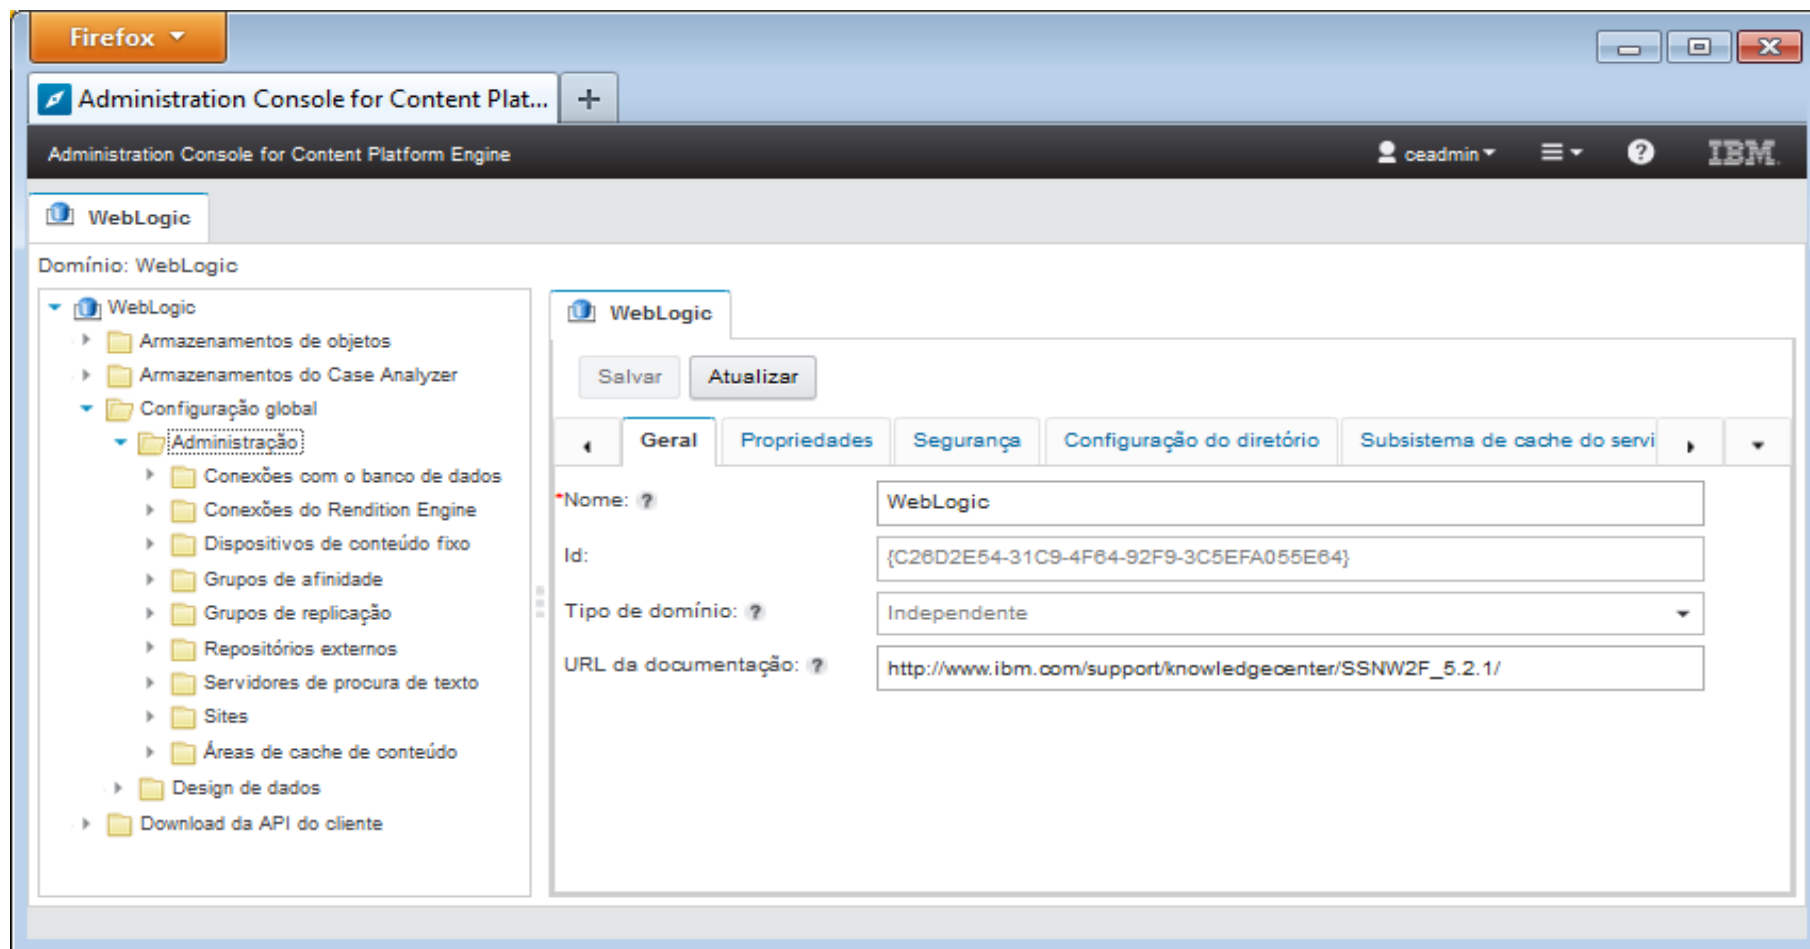 Firefox
Administration Console for Content Plat...
Administration Console for Content Platform Engine
ceadmin
IBM.
WebLogic
Domínio: WebLogic
WebLogic
Armazenamentos de objetos
Armazenamentos do Case Analyzer
Configuração global
Administração
Conexões com o banco de dados
Conexões do Rendition Engine
Dispositivos de conteúdo fixo
Grupos de afinidade
Grupos de replicação
Repositórios externos
Servidores de procura de texto
Sites
Áreas de cache de conteúdo
Design de dados
Download da API do cliente
WebLogic
Salvar Atualizar
Geral Propriedades Segurança Configuração do diretório Subsistema de cache do servi
*Nome: ? WebLogic
Id: {C26D2E54-31C9-4F64-92F9-3C5EFA055E64}
Tipo de domínio: ? Independente
URL da documentação: ? http://www.ibm.com/support/knowledgecenter/SSNW2F_5.2.1/